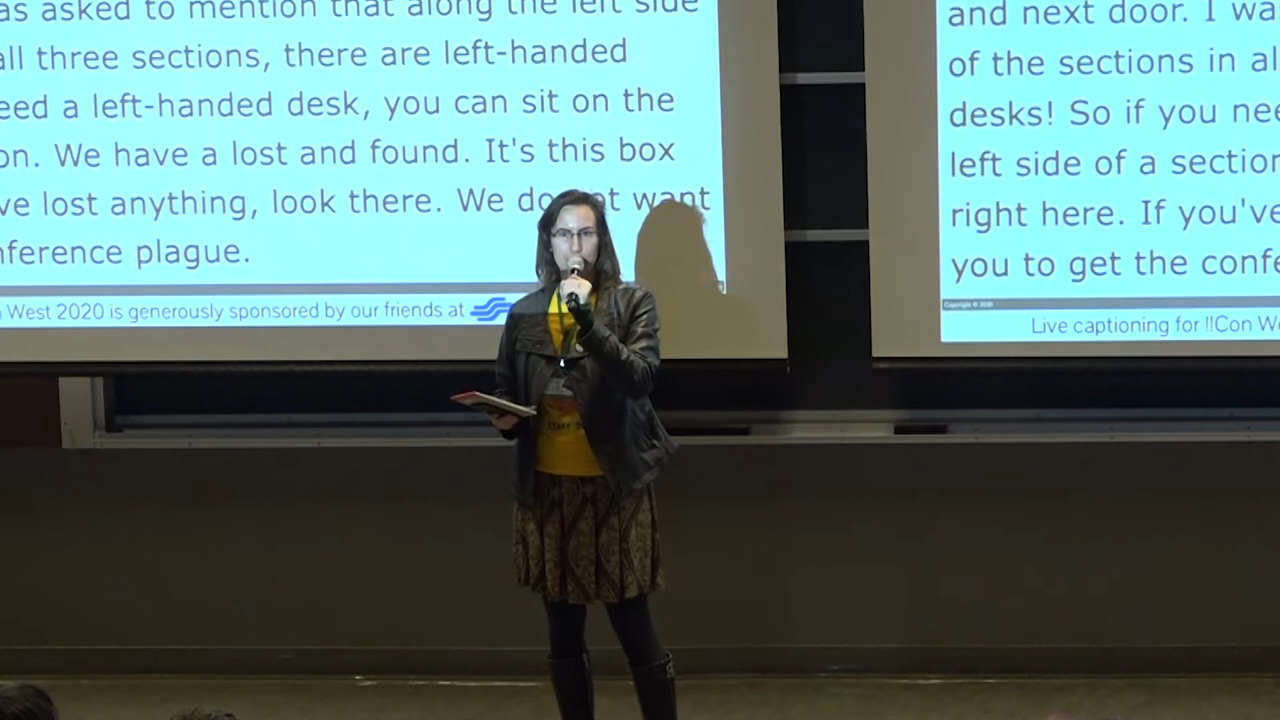 as asked to mention that along the left side
all three sections, there are left-handed
eed a left-handed desk, you can sit on the
on. We have a lost and found. It's this box
ve lost anything, look there. We do not want
nference plague.
West 2020 is generously sponsored by our friends at
and next door. I wa
of the sections in al
desks! So if you nee
left side of a section
right here. If you've
you to get the confe
Copyright © 2020
Live captioning for !!Con W
STAFF